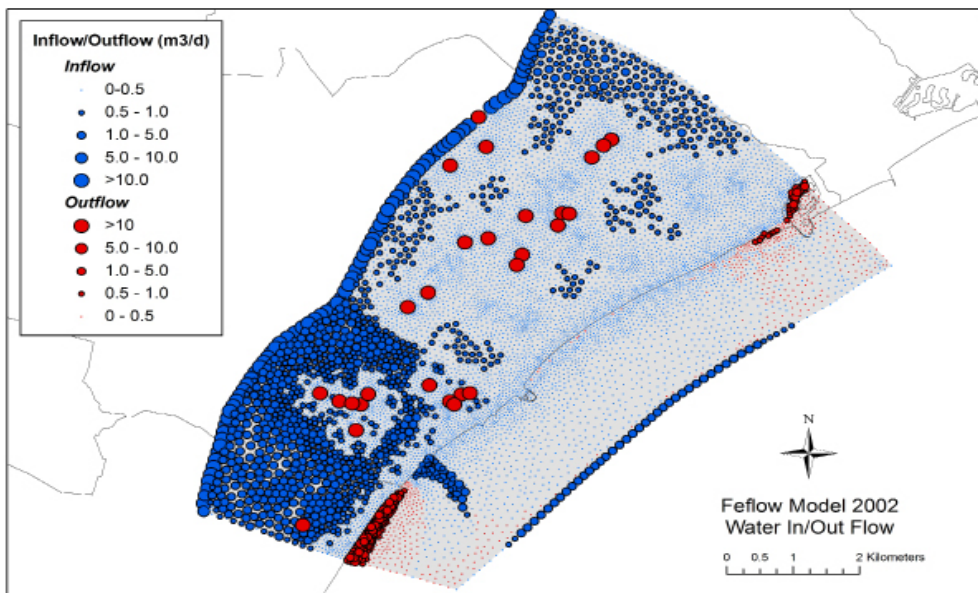 Inflow/Outflow (m3/d)
Inflow
0-0.5
0.5 - 1.0
1.0 - 5.0
5.0 - 10.0
>10.0
Outflow
>10
5.0 - 10.0
1.0 - 5.0
0.5 - 1.0
0 - 0.5
N
Feflow Model 2002
Water In/Out Flow
0 0.5 1 2 Kilometers